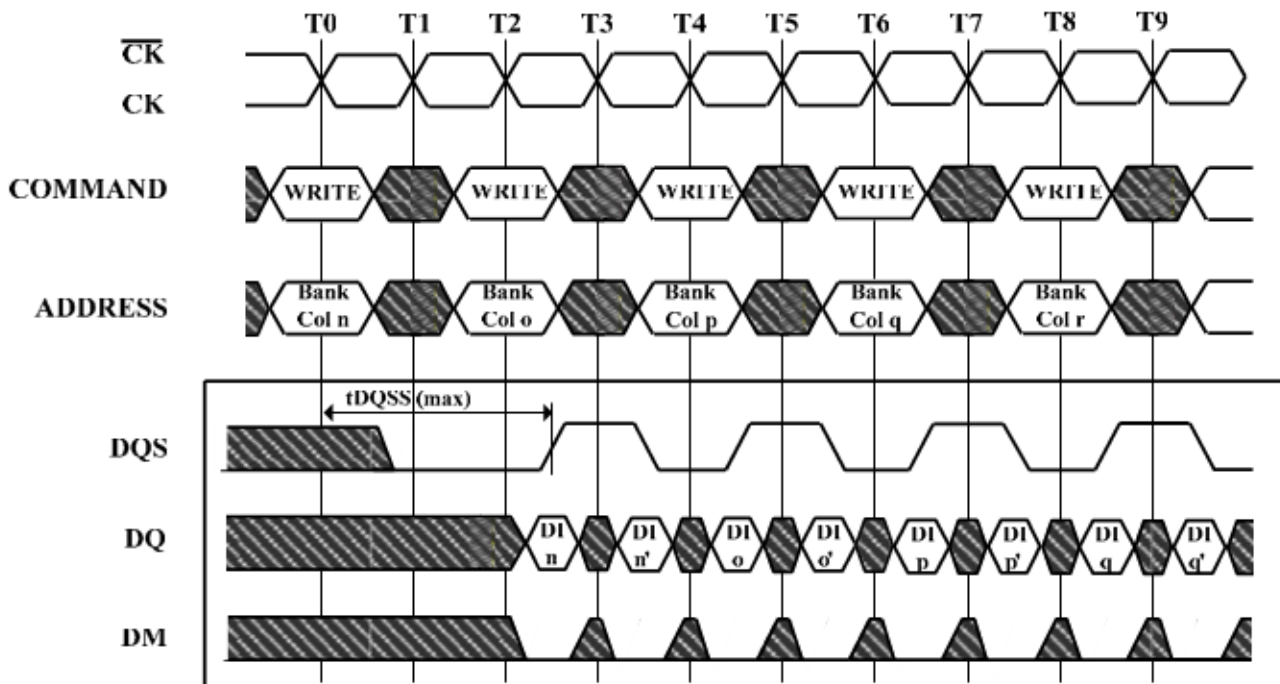 T0 T1 T2 T3 T4 T5 T6 T7 T8 T9
CK
CK
COMMAND WRITE WRITE WRITE WRITE WRITE
ADDRESS Bank Bank Bank Bank Bank
Col n Col o Col p Col q Col r
tDQSS (max)
DQS
DQ DI DI DI DI DI DI DI DI
n n' o o' p p' q q'
DM